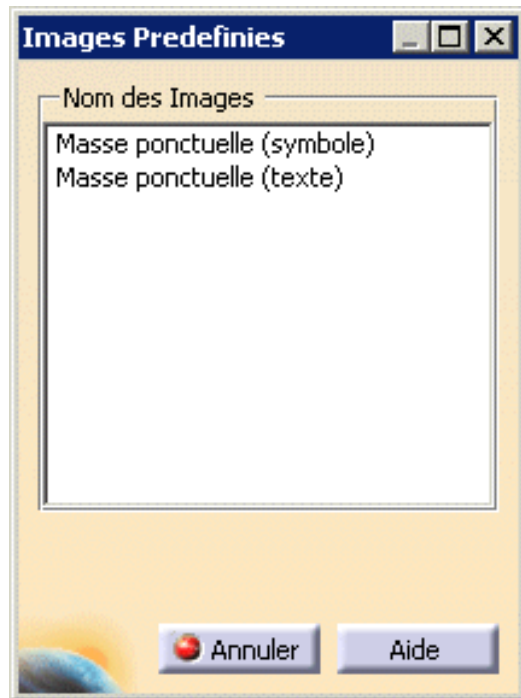 Images Predefinies
Nom des Images
Masse ponctuelle (symbole)
Masse ponctuelle (texte)
Annuler
Aide